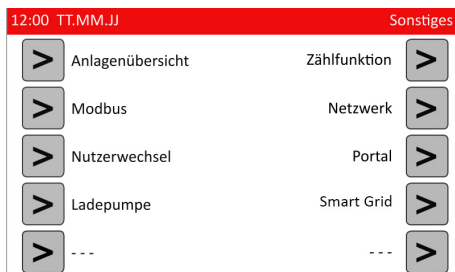 12:00 TT.MM.JJ Sonstiges
> Anlagenübersicht Zählfunktion >
> Modbus Netzwerk >
> Nutzerwechsel Portal >
> Ladepumpe Smart Grid >
> - - - - - - >